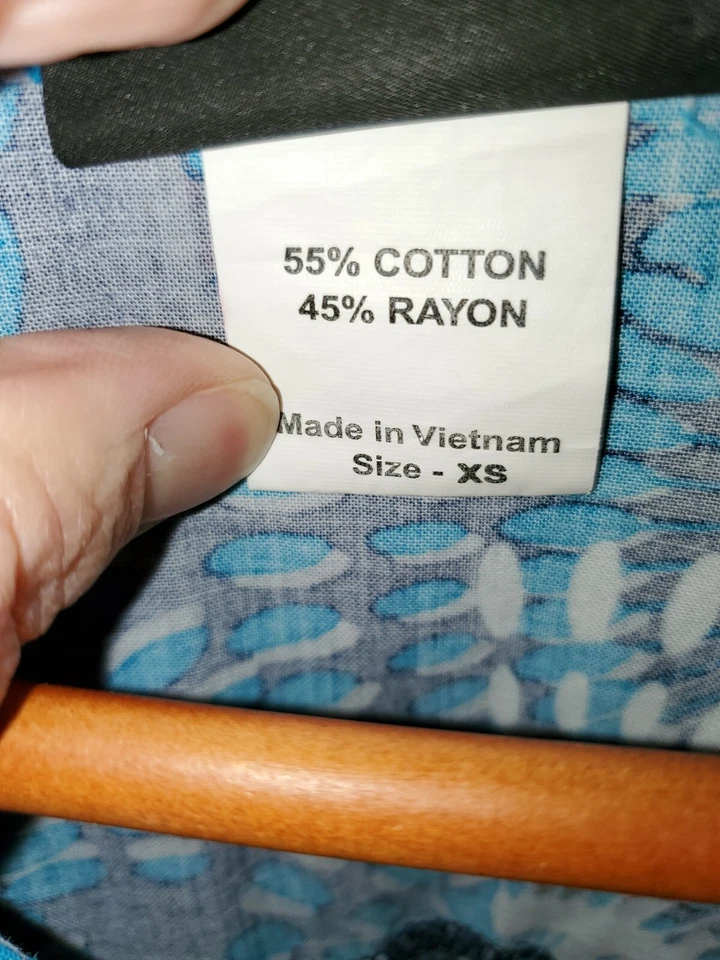 55% COTTON
45% RAYON
Made in Vietnam
Size - XS